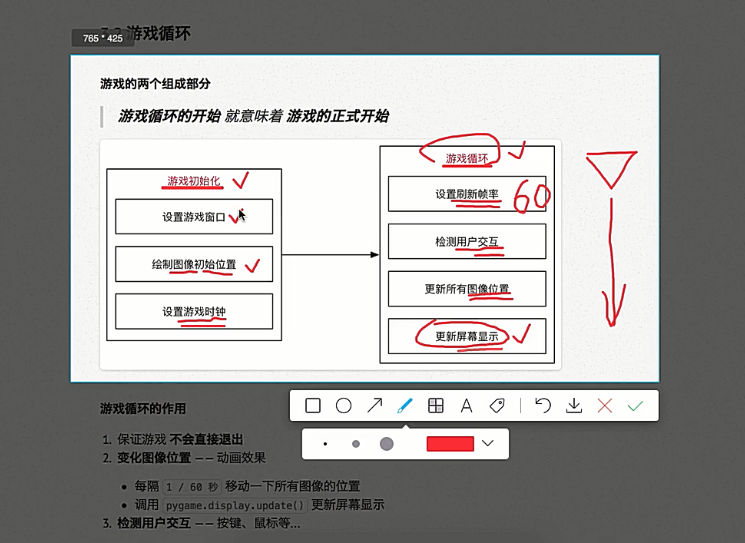 游戏循环
765 * 425
游戏的两个组成部分
游戏循环的开始 就意味着 游戏的正式开始
游戏初始化
设置游戏窗口
绘制图像初始位置
设置游戏时钟
游戏循环
设置刷新帧率
60
检测用户交互
更新所有图像位置
更新屏幕显示
游戏循环的作用
1. 保证游戏 不会直接退出
2. 变化图像位置 —— 动画效果
• 每隔 1 / 60 秒 移动一下所有图像的位置
• 调用 pygame.display.update() 更新屏幕显示
3. 检测用户交互 —— 按键、鼠标等...
A